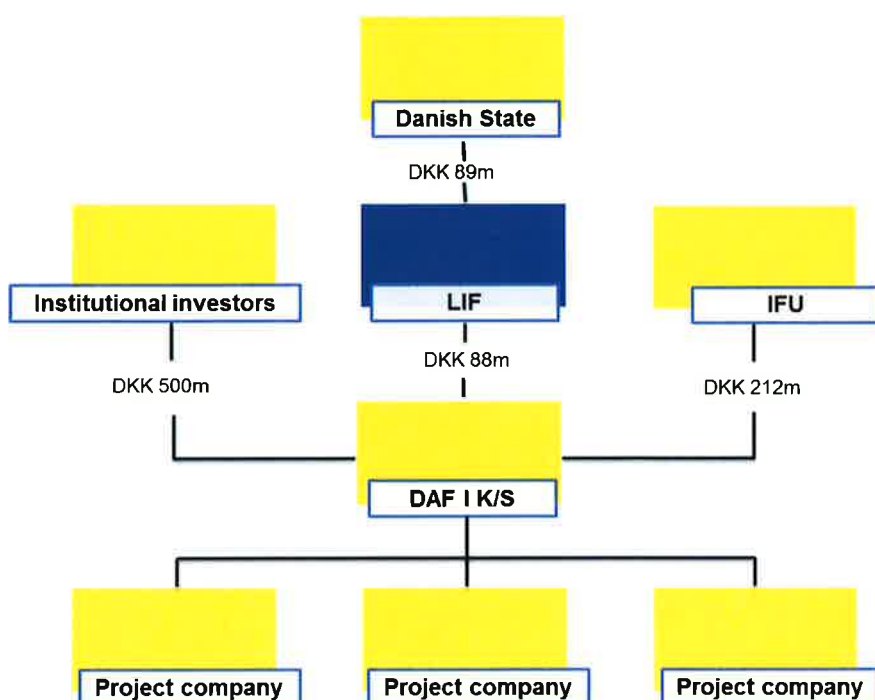 Danish State
DKK 89m
Institutional investors
LIF
IFU
DKK 500m
DKK 88m
DKK 212m
DAF I K/S
Project company
Project company
Project company